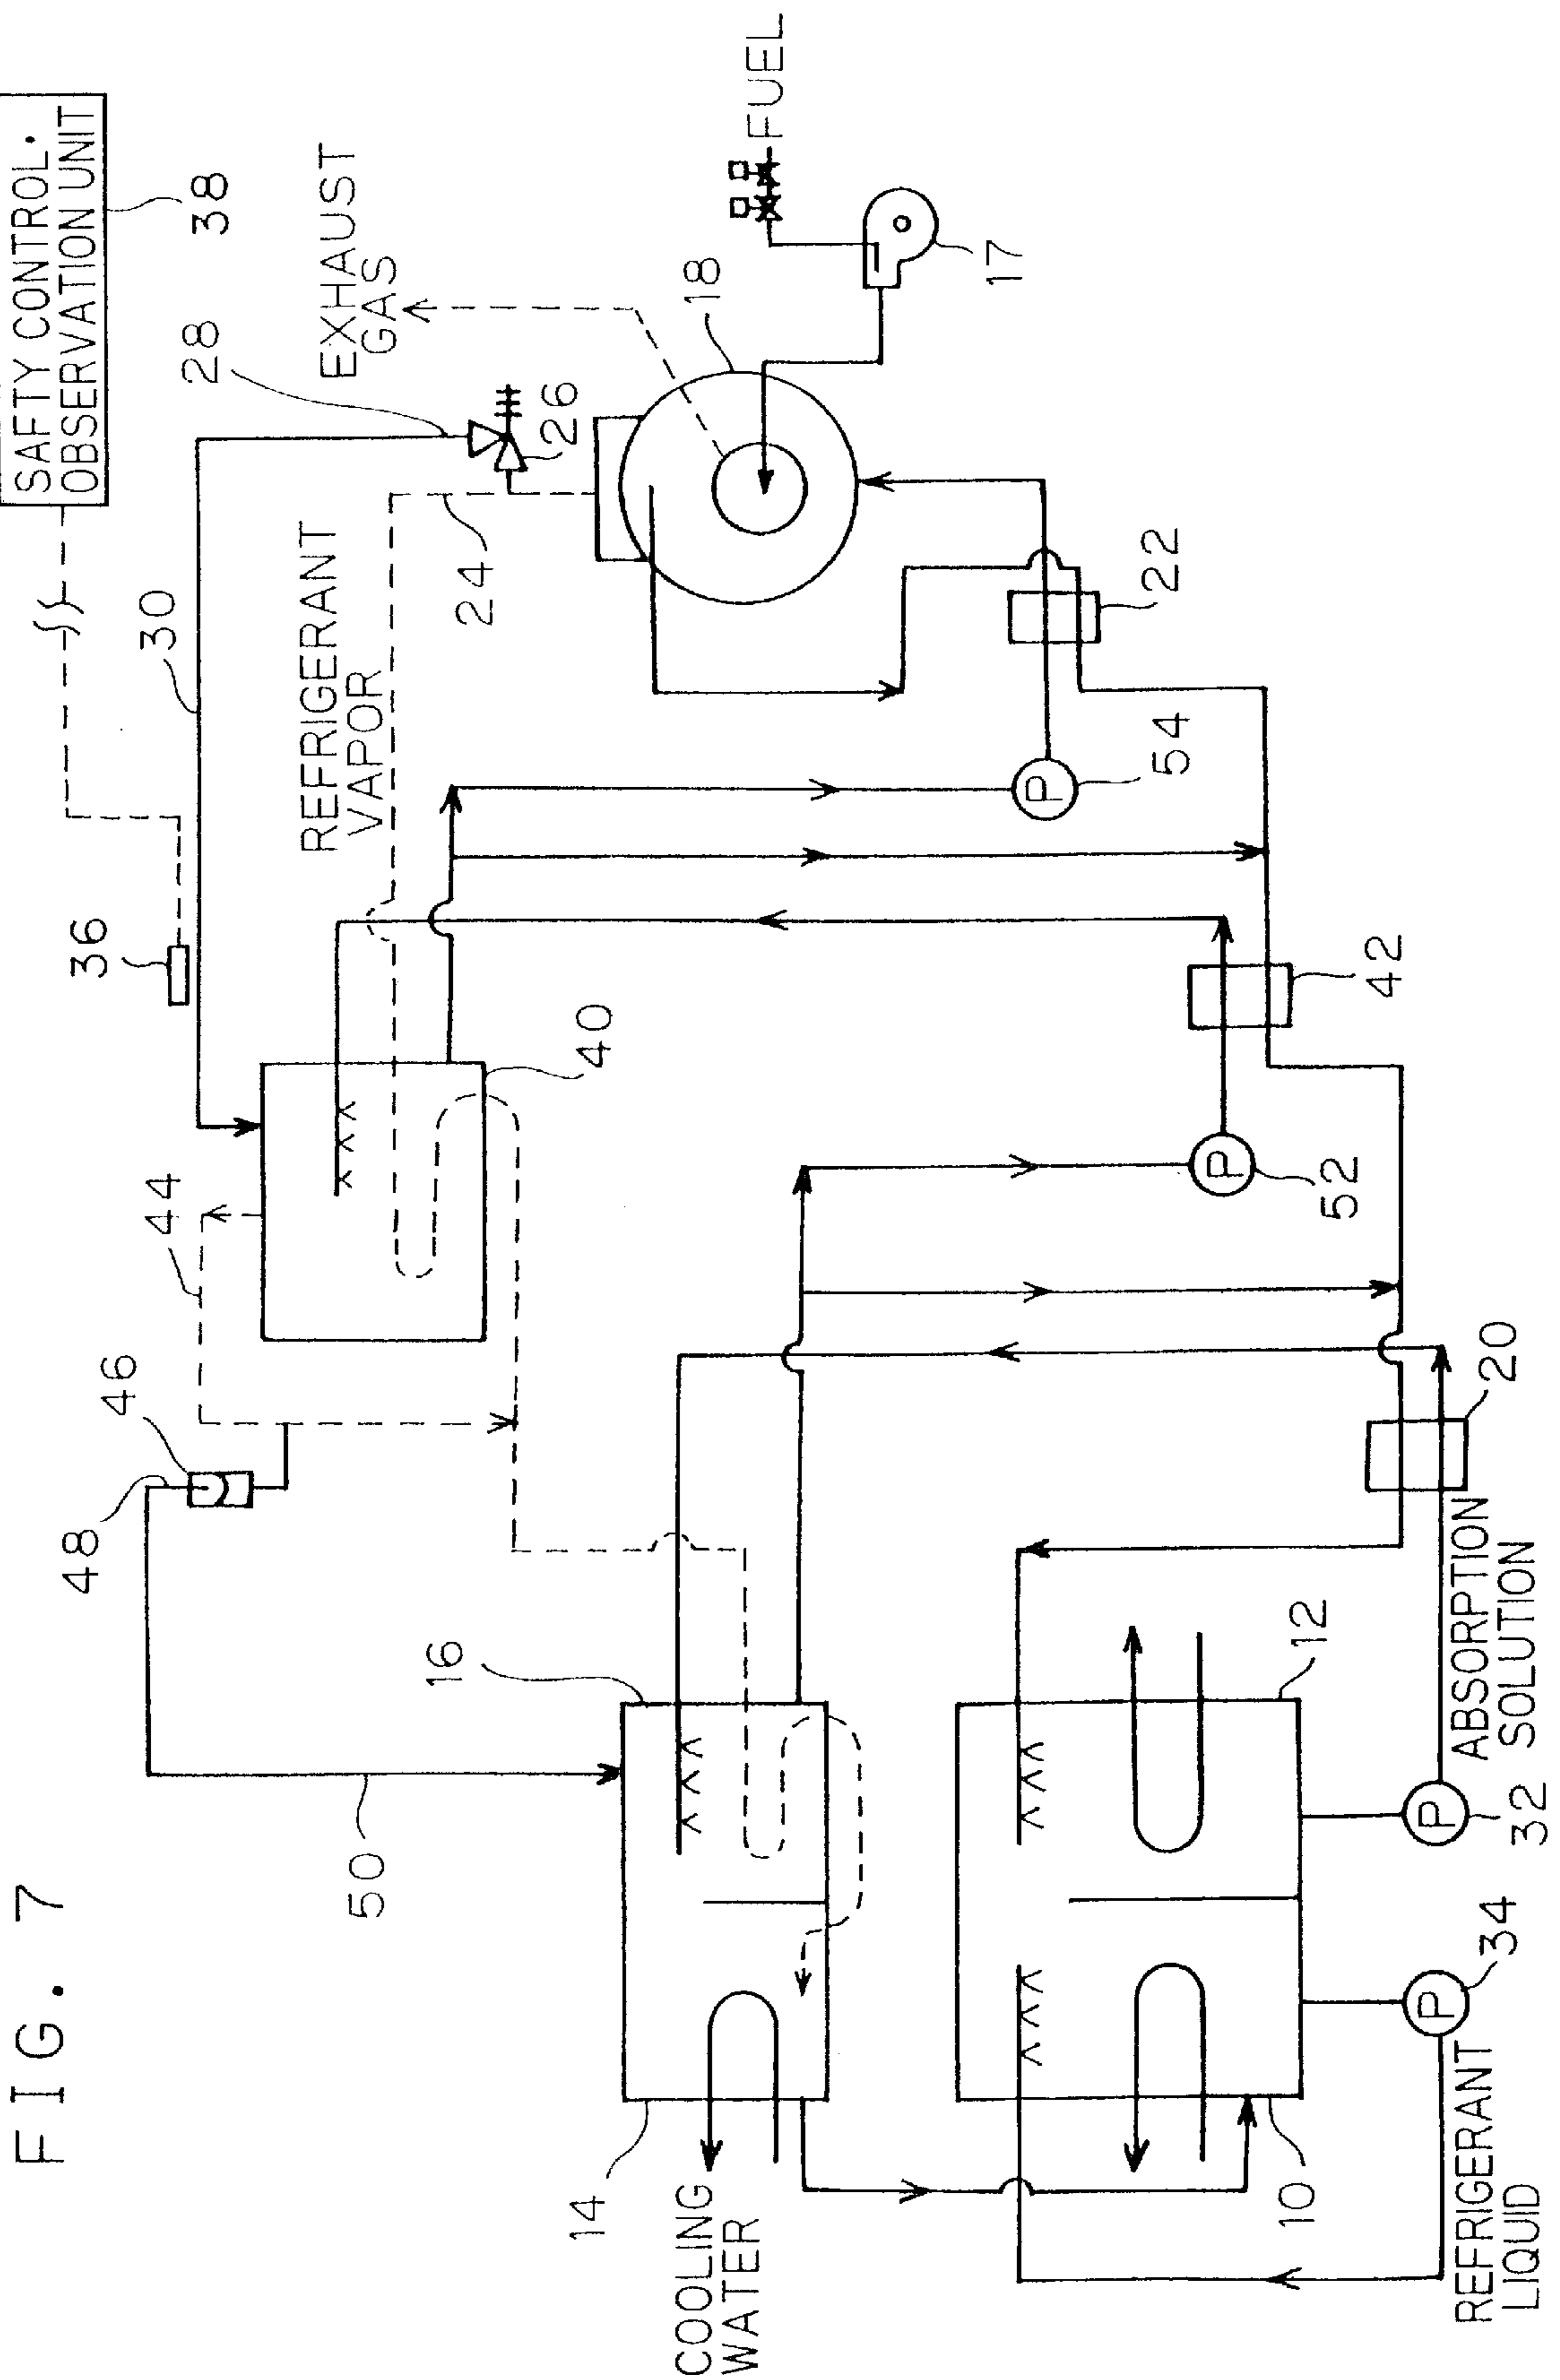 FIG. 7
SAFTY CONTROL.
OBSERVATION UNIT
38
48
46
44
36
30
28
EXHAUST
GAS
50
REFRIGERANT
VAPOR
24
26
FUEL
16
40
18
17
14
COOLING
WATER
54
22
52
42
12
20
10
REFRIGERANT
LIQUID
34
32
ABSORPTION
SOLUTION
P
P
P
P